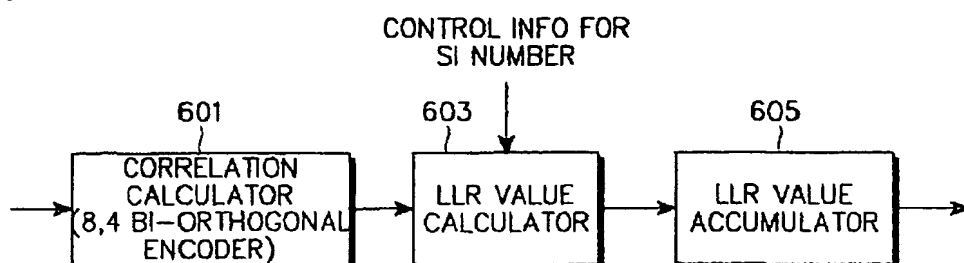 CONTROL INFO FOR
SI NUMBER
601
603
605
CORRELATION
CALCULATOR
(8,4 BI-ORTHOGONAL
ENCODER)
LLR VALUE
CALCULATOR
LLR VALUE
ACCUMULATOR